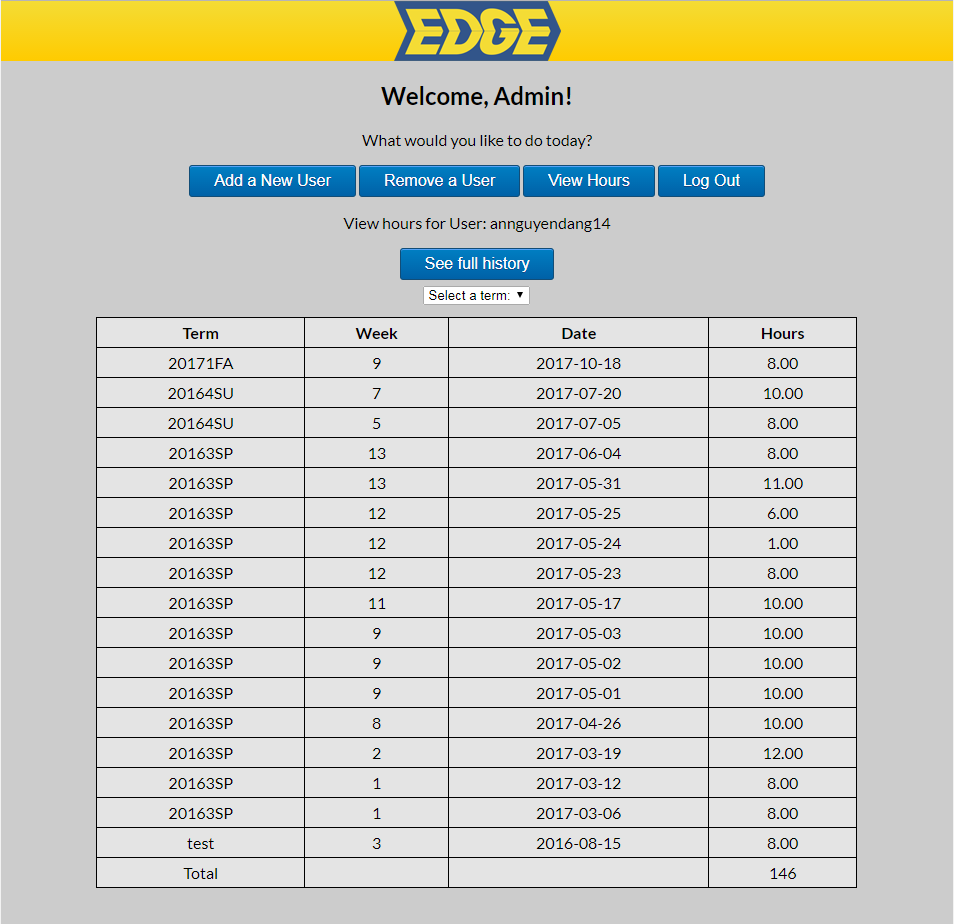 EDGE
Welcome, Admin!
What would you like to do today?
Add a New User Remove a User View Hours Log Out
View hours for User: annguyendang14
See full history
Select a term:
Term Week Date Hours
20171FA 9 2017-10-18 8.00
20164SU 7 2017-07-20 10.00
20164SU 5 2017-07-05 8.00
20163SP 13 2017-06-04 8.00
20163SP 13 2017-05-31 11.00
20163SP 12 2017-05-25 6.00
20163SP 12 2017-05-24 1.00
20163SP 12 2017-05-23 8.00
20163SP 11 2017-05-17 10.00
20163SP 9 2017-05-03 10.00
20163SP 9 2017-05-02 10.00
20163SP 9 2017-05-01 10.00
20163SP 8 2017-04-26 10.00
20163SP 2 2017-03-19 12.00
20163SP 1 2017-03-12 8.00
20163SP 1 2017-03-06 8.00
test 3 2016-08-15 8.00
Total 146